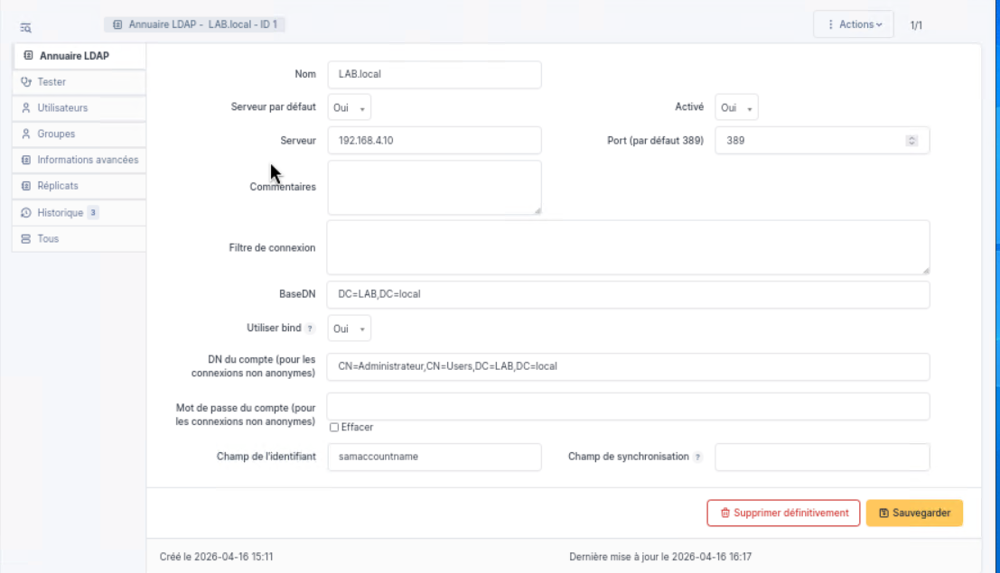 Annuaire LDAP - LAB.local - ID 1
Actions
1/1
Annuaire LDAP
Tester
Utilisateurs
Groupes
Informations avancées
Réplicats
Historique 3
Tous
Nom LAB.local
Serveur par défaut Oui Activé Oui
Serveur 192.168.4.10 Port (par défaut 389) 389
Commentaires
Filtre de connexion
BaseDN DC=LAB,DC=local
Utiliser bind ? Oui
DN du compte (pour les
connexions non anonymes) CN=Administrateur,CN=Users,DC=LAB,DC=local
Mot de passe du compte (pour
les connexions non anonymes)
Effacer
Champ de l'identifiant samaccountname Champ de synchronisation ?
Supprimer définitivement Sauvegarder
Créé le 2026-04-16 15:11 Dernière mise à jour le 2026-04-16 16:17